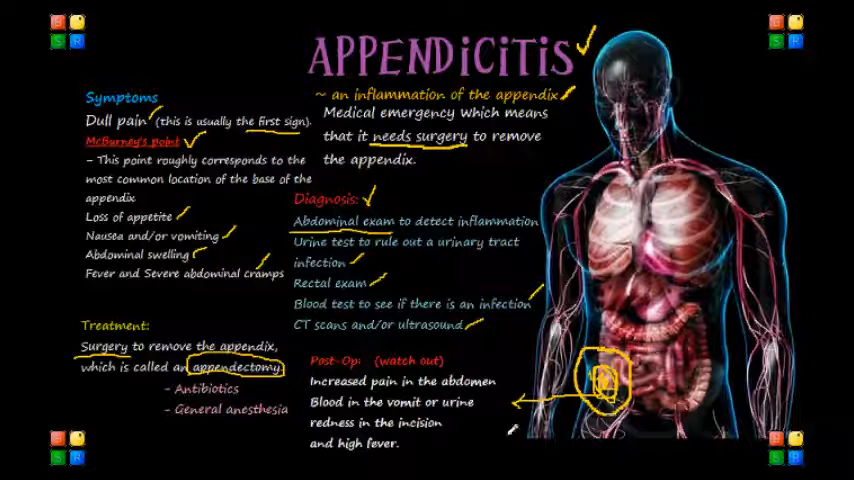 APPENDICITIS
~ an inflammation of the appendix
Medical emergency which means
that it needs surgery to remove
the appendix.
Symptoms
Dull pain (this is usually the first sign).
McBurney's point
- This point roughly corresponds to the
most common location of the base of the
appendix
Loss of appetite
Nausea and/or vomiting
Abdominal swelling
Fever and Severe abdominal cramps
Diagnosis:
Abdominal exam to detect inflammation
Urine test to rule out a urinary tract
infection
Rectal exam
Blood test to see if there is an infection
CT scans and/or ultrasound
Treatment:
Surgery to remove the appendix,
which is called an appendectomy.
- Antibiotics
- General anesthesia
Post-Op: (watch out)
Increased pain in the abdomen
Blood in the vomit or urine
redness in the incision
and high fever.